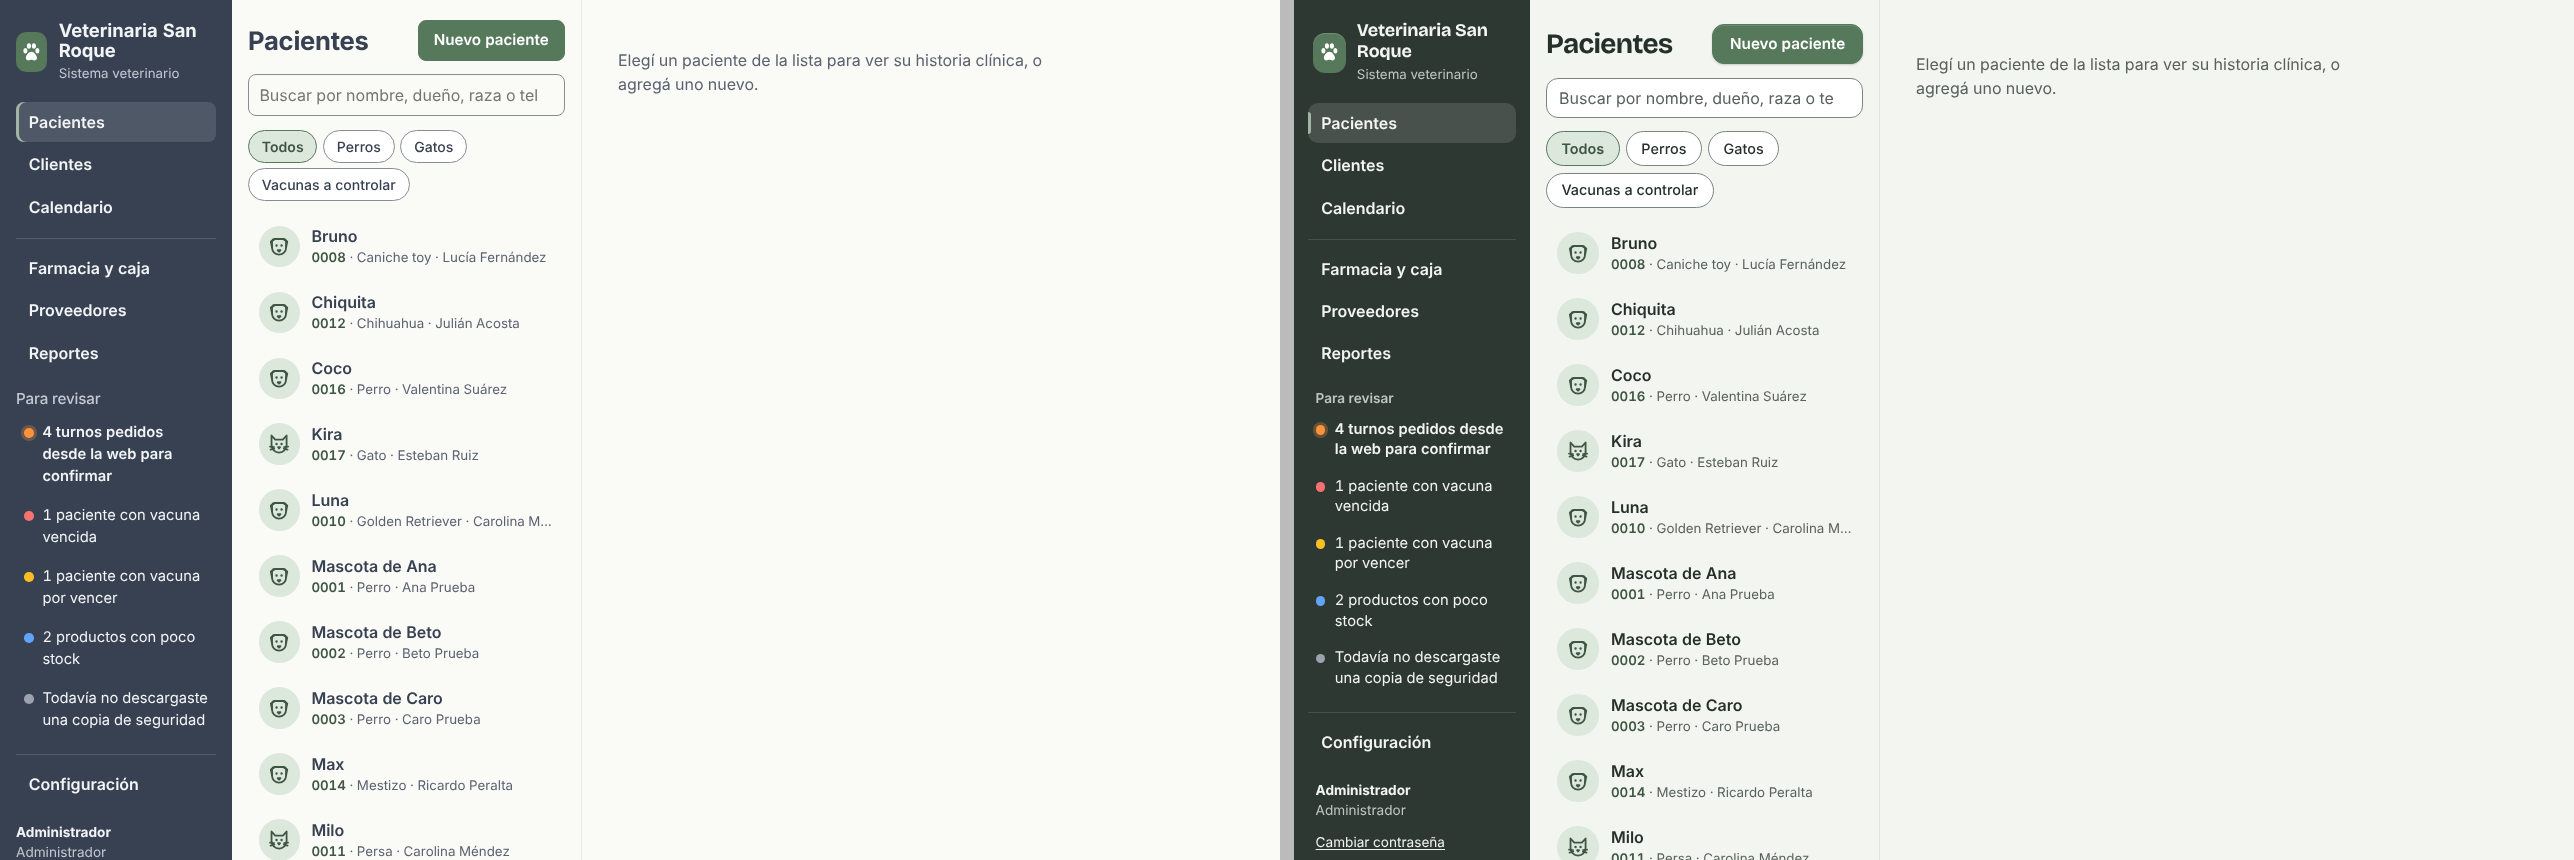 Veterinaria San
Roque
Sistema veterinario
Pacientes
Clientes
Calendario
Farmacia y caja
Proveedores
Reportes
Para revisar
4 turnos pedidos
desde la web para
confirmar
1 paciente con vacuna
vencida
1 paciente con vacuna
por vencer
2 productos con poco
stock
Todavía no descargaste
una copia de seguridad
Configuración
Administrador
Administrador
Pacientes
Nuevo paciente
Buscar por nombre, dueño, raza o tel
Todos
Perros
Gatos
Vacunas a controlar
Bruno
0008 · Caniche toy · Lucía Fernández
Chiquita
0012 · Chihuahua · Julián Acosta
Coco
0016 · Perro · Valentina Suárez
Kira
0017 · Gato · Esteban Ruiz
Luna
0010 · Golden Retriever · Carolina M...
Mascota de Ana
0001 · Perro · Ana Prueba
Mascota de Beto
0002 · Perro · Beto Prueba
Mascota de Caro
0003 · Perro · Caro Prueba
Max
0014 · Mestizo · Ricardo Peralta
Milo
0011 · Persa · Carolina Méndez
Elegí un paciente de la lista para ver su historia clínica, o
agregá uno nuevo.
Veterinaria San
Roque
Sistema veterinario
Pacientes
Clientes
Calendario
Farmacia y caja
Proveedores
Reportes
Para revisar
4 turnos pedidos desde
la web para confirmar
1 paciente con vacuna
vencida
1 paciente con vacuna
por vencer
2 productos con poco
stock
Todavía no descargaste
una copia de seguridad
Configuración
Administrador
Administrador
Cambiar contraseña
Pacientes
Nuevo paciente
Buscar por nombre, dueño, raza o te
Todos
Perros
Gatos
Vacunas a controlar
Bruno
0008 · Caniche toy · Lucía Fernández
Chiquita
0012 · Chihuahua · Julián Acosta
Coco
0016 · Perro · Valentina Suárez
Kira
0017 · Gato · Esteban Ruiz
Luna
0010 · Golden Retriever · Carolina M...
Mascota de Ana
0001 · Perro · Ana Prueba
Mascota de Beto
0002 · Perro · Beto Prueba
Mascota de Caro
0003 · Perro · Caro Prueba
Max
0014 · Mestizo · Ricardo Peralta
Milo
0011 · Persa · Carolina Méndez
Elegí un paciente de la lista para ver su historia clínica, o
agregá uno nuevo.